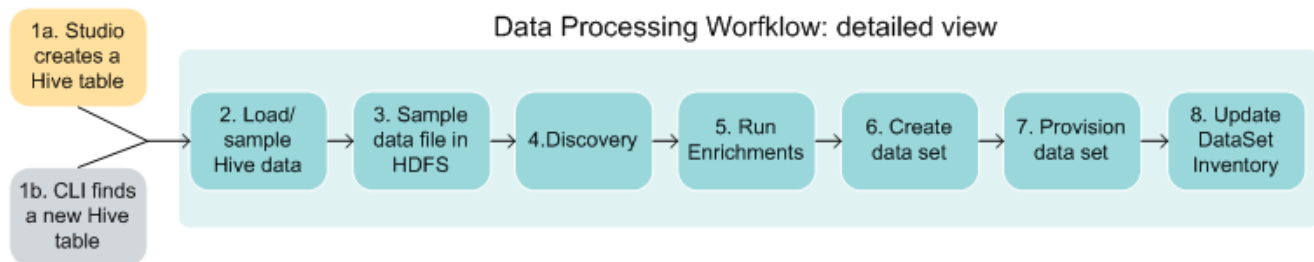 Data Processing Worfklow: detailed view
1a. Studio
creates a
Hive table
1b. CLI finds
a new Hive
table
2. Load/
sample
Hive data
3. Sample
data file in
HDFS
4.Discovery
5. Run
Enrichments
6. Create
data set
7. Provision
data set
8. Update
DataSet
Inventory